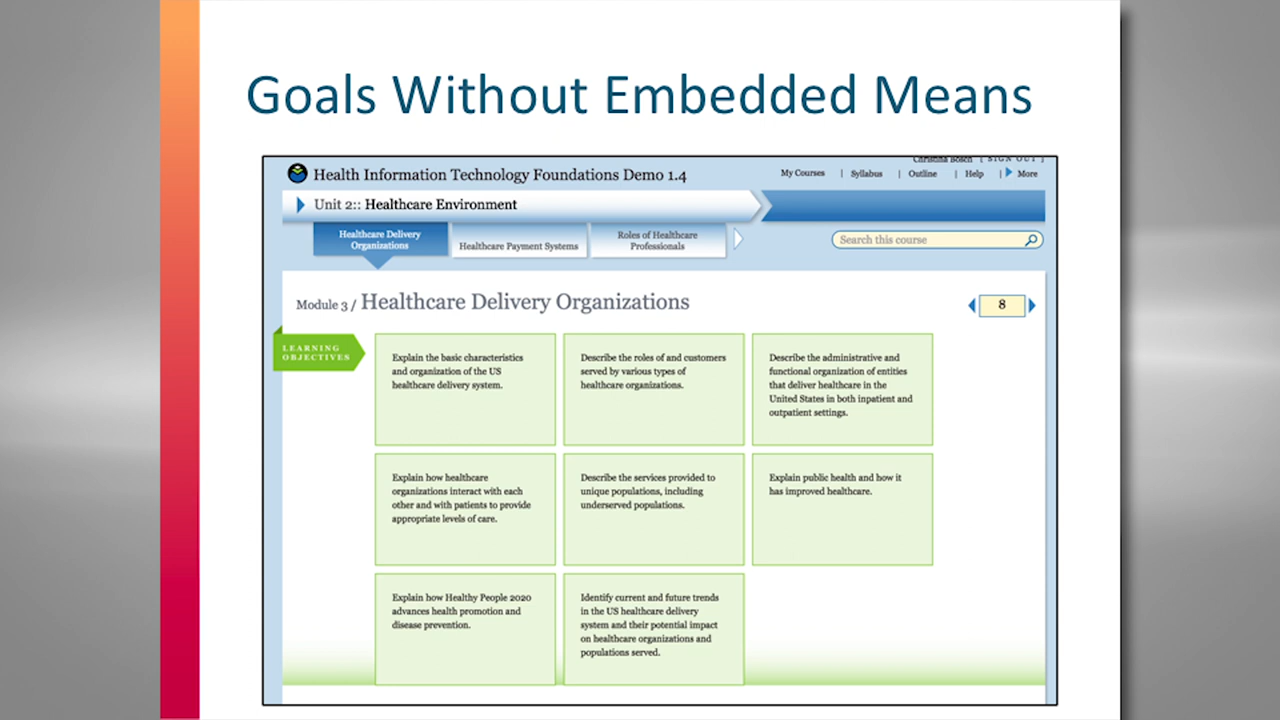 Goals Without Embedded Means
Christina Bosch [ SIGN OUT ]
Health Information Technology Foundations Demo 1.4
My Courses | Syllabus | Outline | Help | More
Unit 2:: Healthcare Environment
Healthcare Delivery
Organizations
Healthcare Payment Systems
Roles of Healthcare
Professionals
Search this course
Module 3 / Healthcare Delivery Organizations
8
LEARNING
OBJECTIVES
Explain the basic characteristics
and organization of the US
healthcare delivery system.
Describe the roles of and customers
served by various types of
healthcare organizations.
Describe the administrative and
functional organization of entities
that deliver healthcare in the
United States in both inpatient and
outpatient settings.
Explain how healthcare
organizations interact with each
other and with patients to provide
appropriate levels of care.
Describe the services provided to
unique populations, including
underserved populations.
Explain public health and how it
has improved healthcare.
Explain how Healthy People 2020
advances health promotion and
disease prevention.
Identify current and future trends
in the US healthcare delivery
system and their potential impact
on healthcare organizations and
populations served.